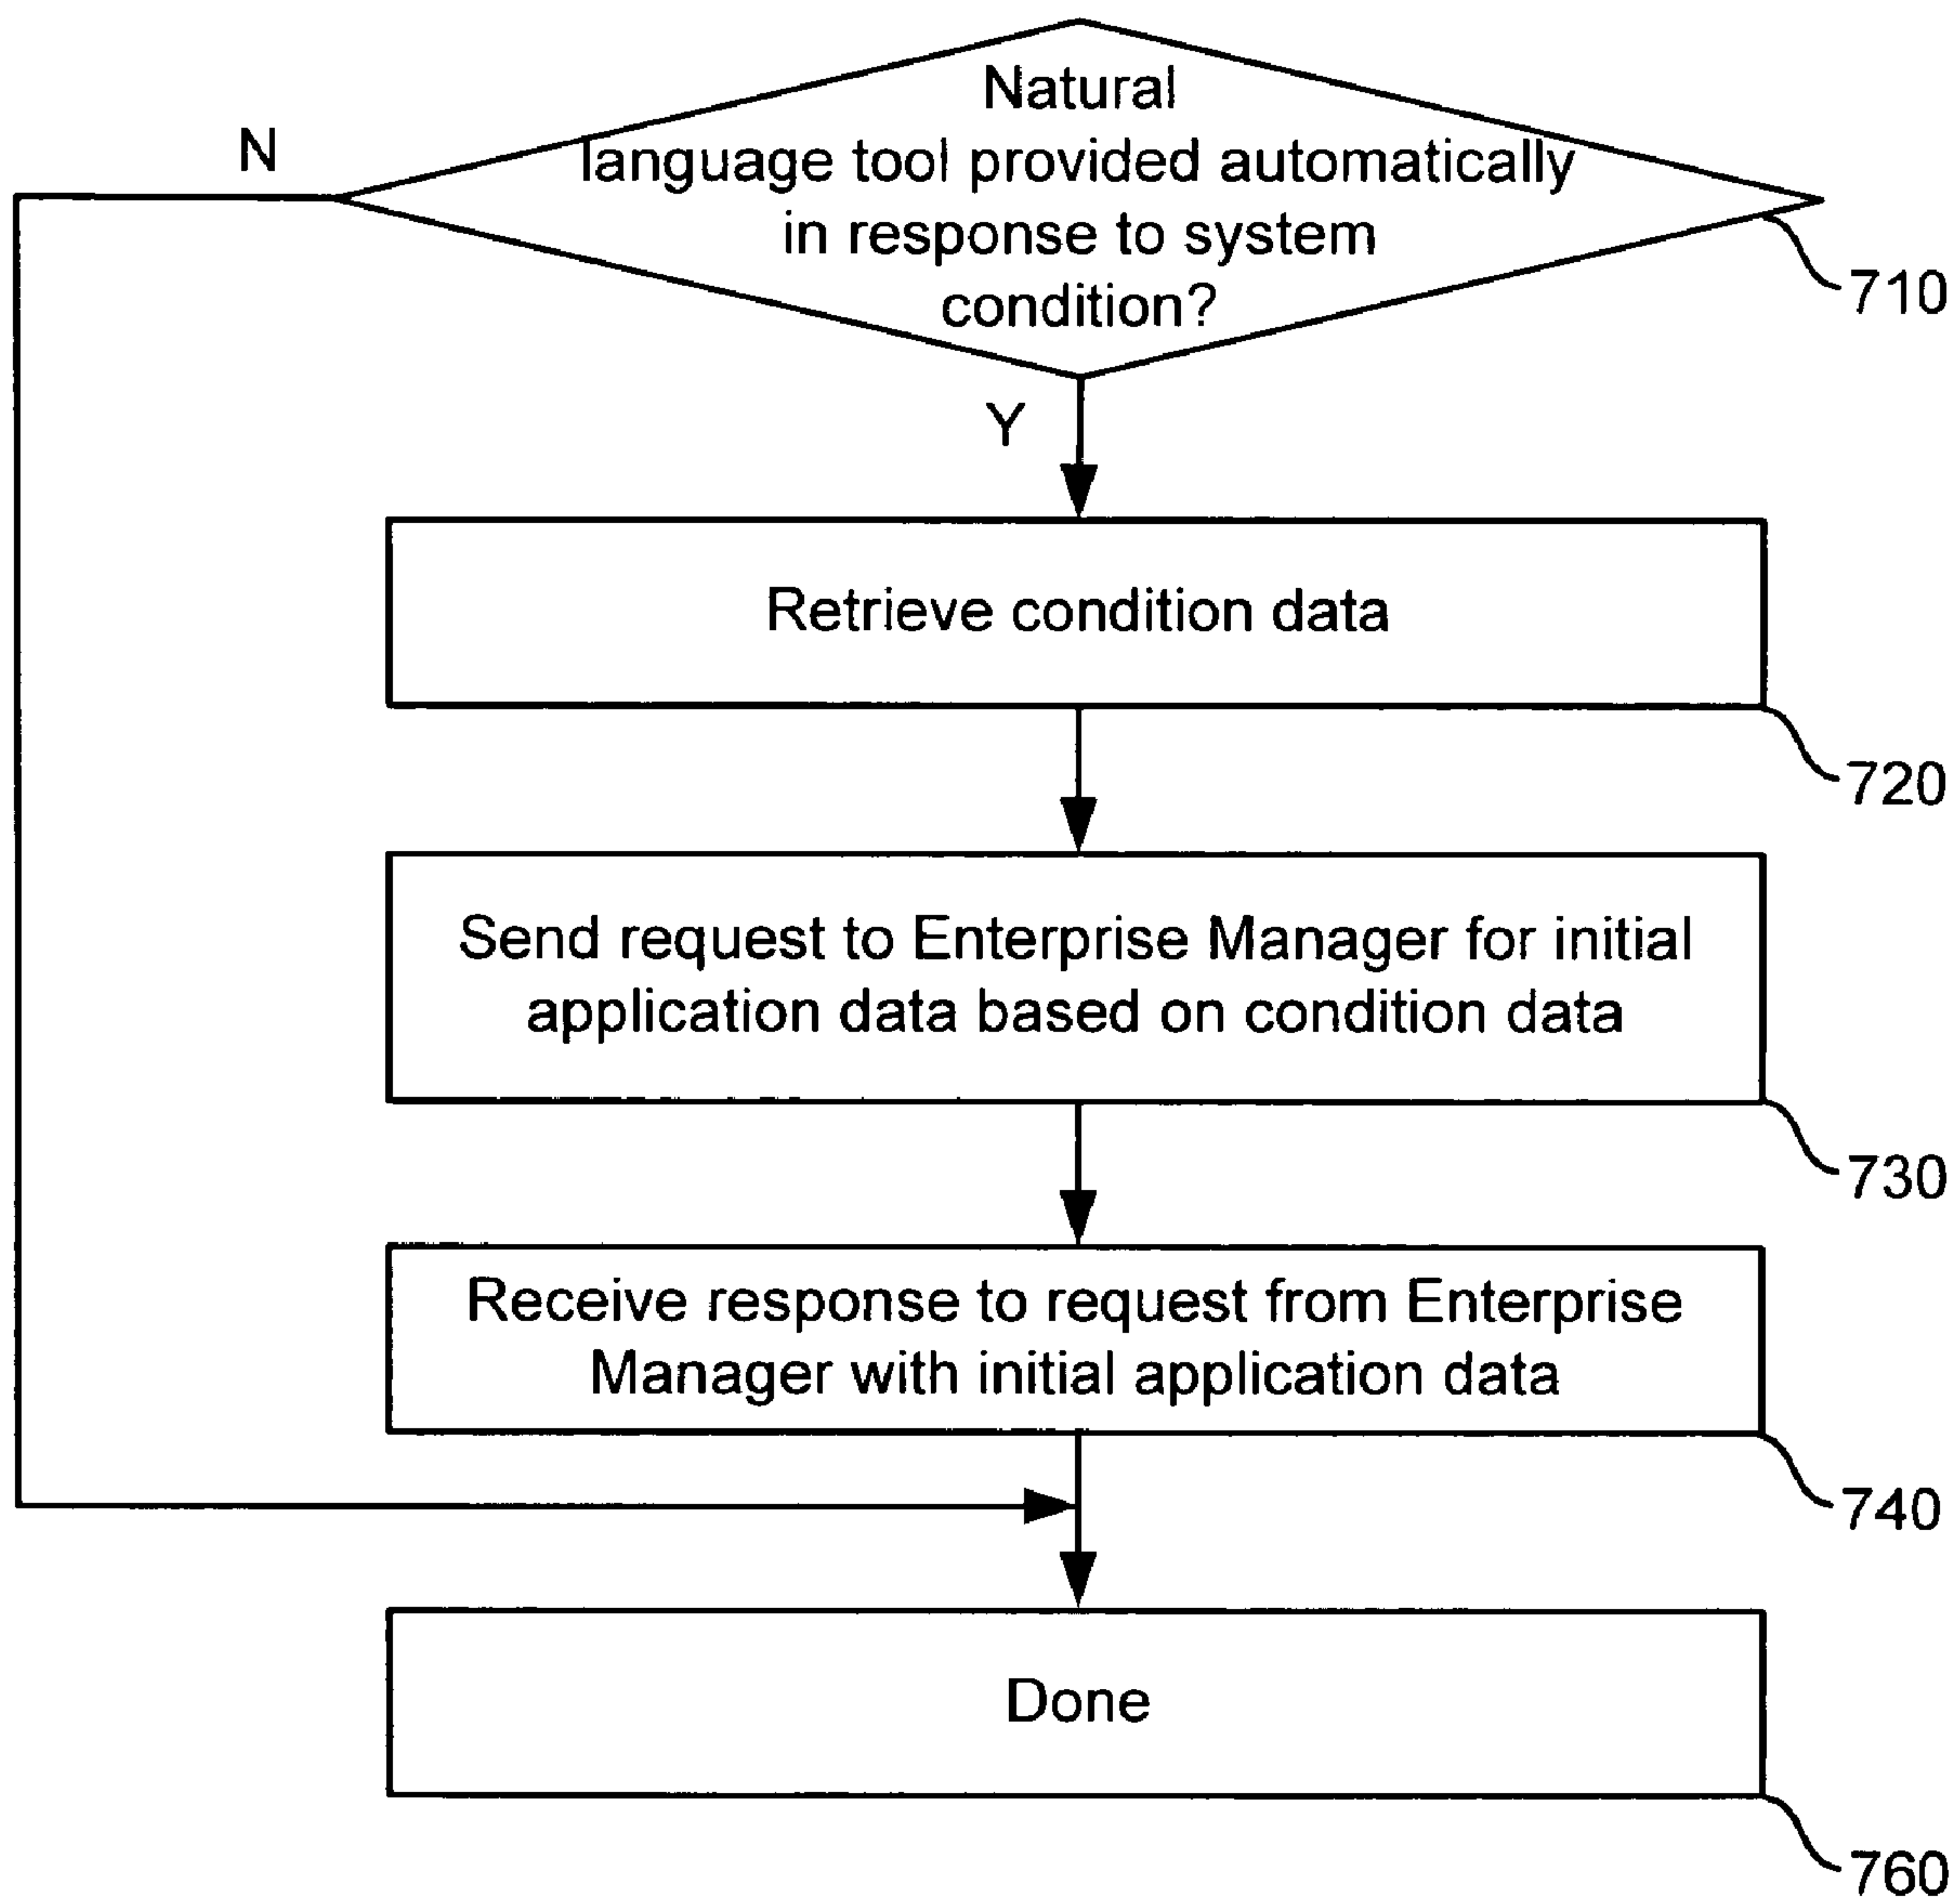 Natural
N
language tool provided automatically
in response to system
condition?
710
Y
Retrieve condition data
720
Send request to Enterprise Manager for initial
application data based on condition data
730
Receive response to request from Enterprise
Manager with initial application data
740
Done
760